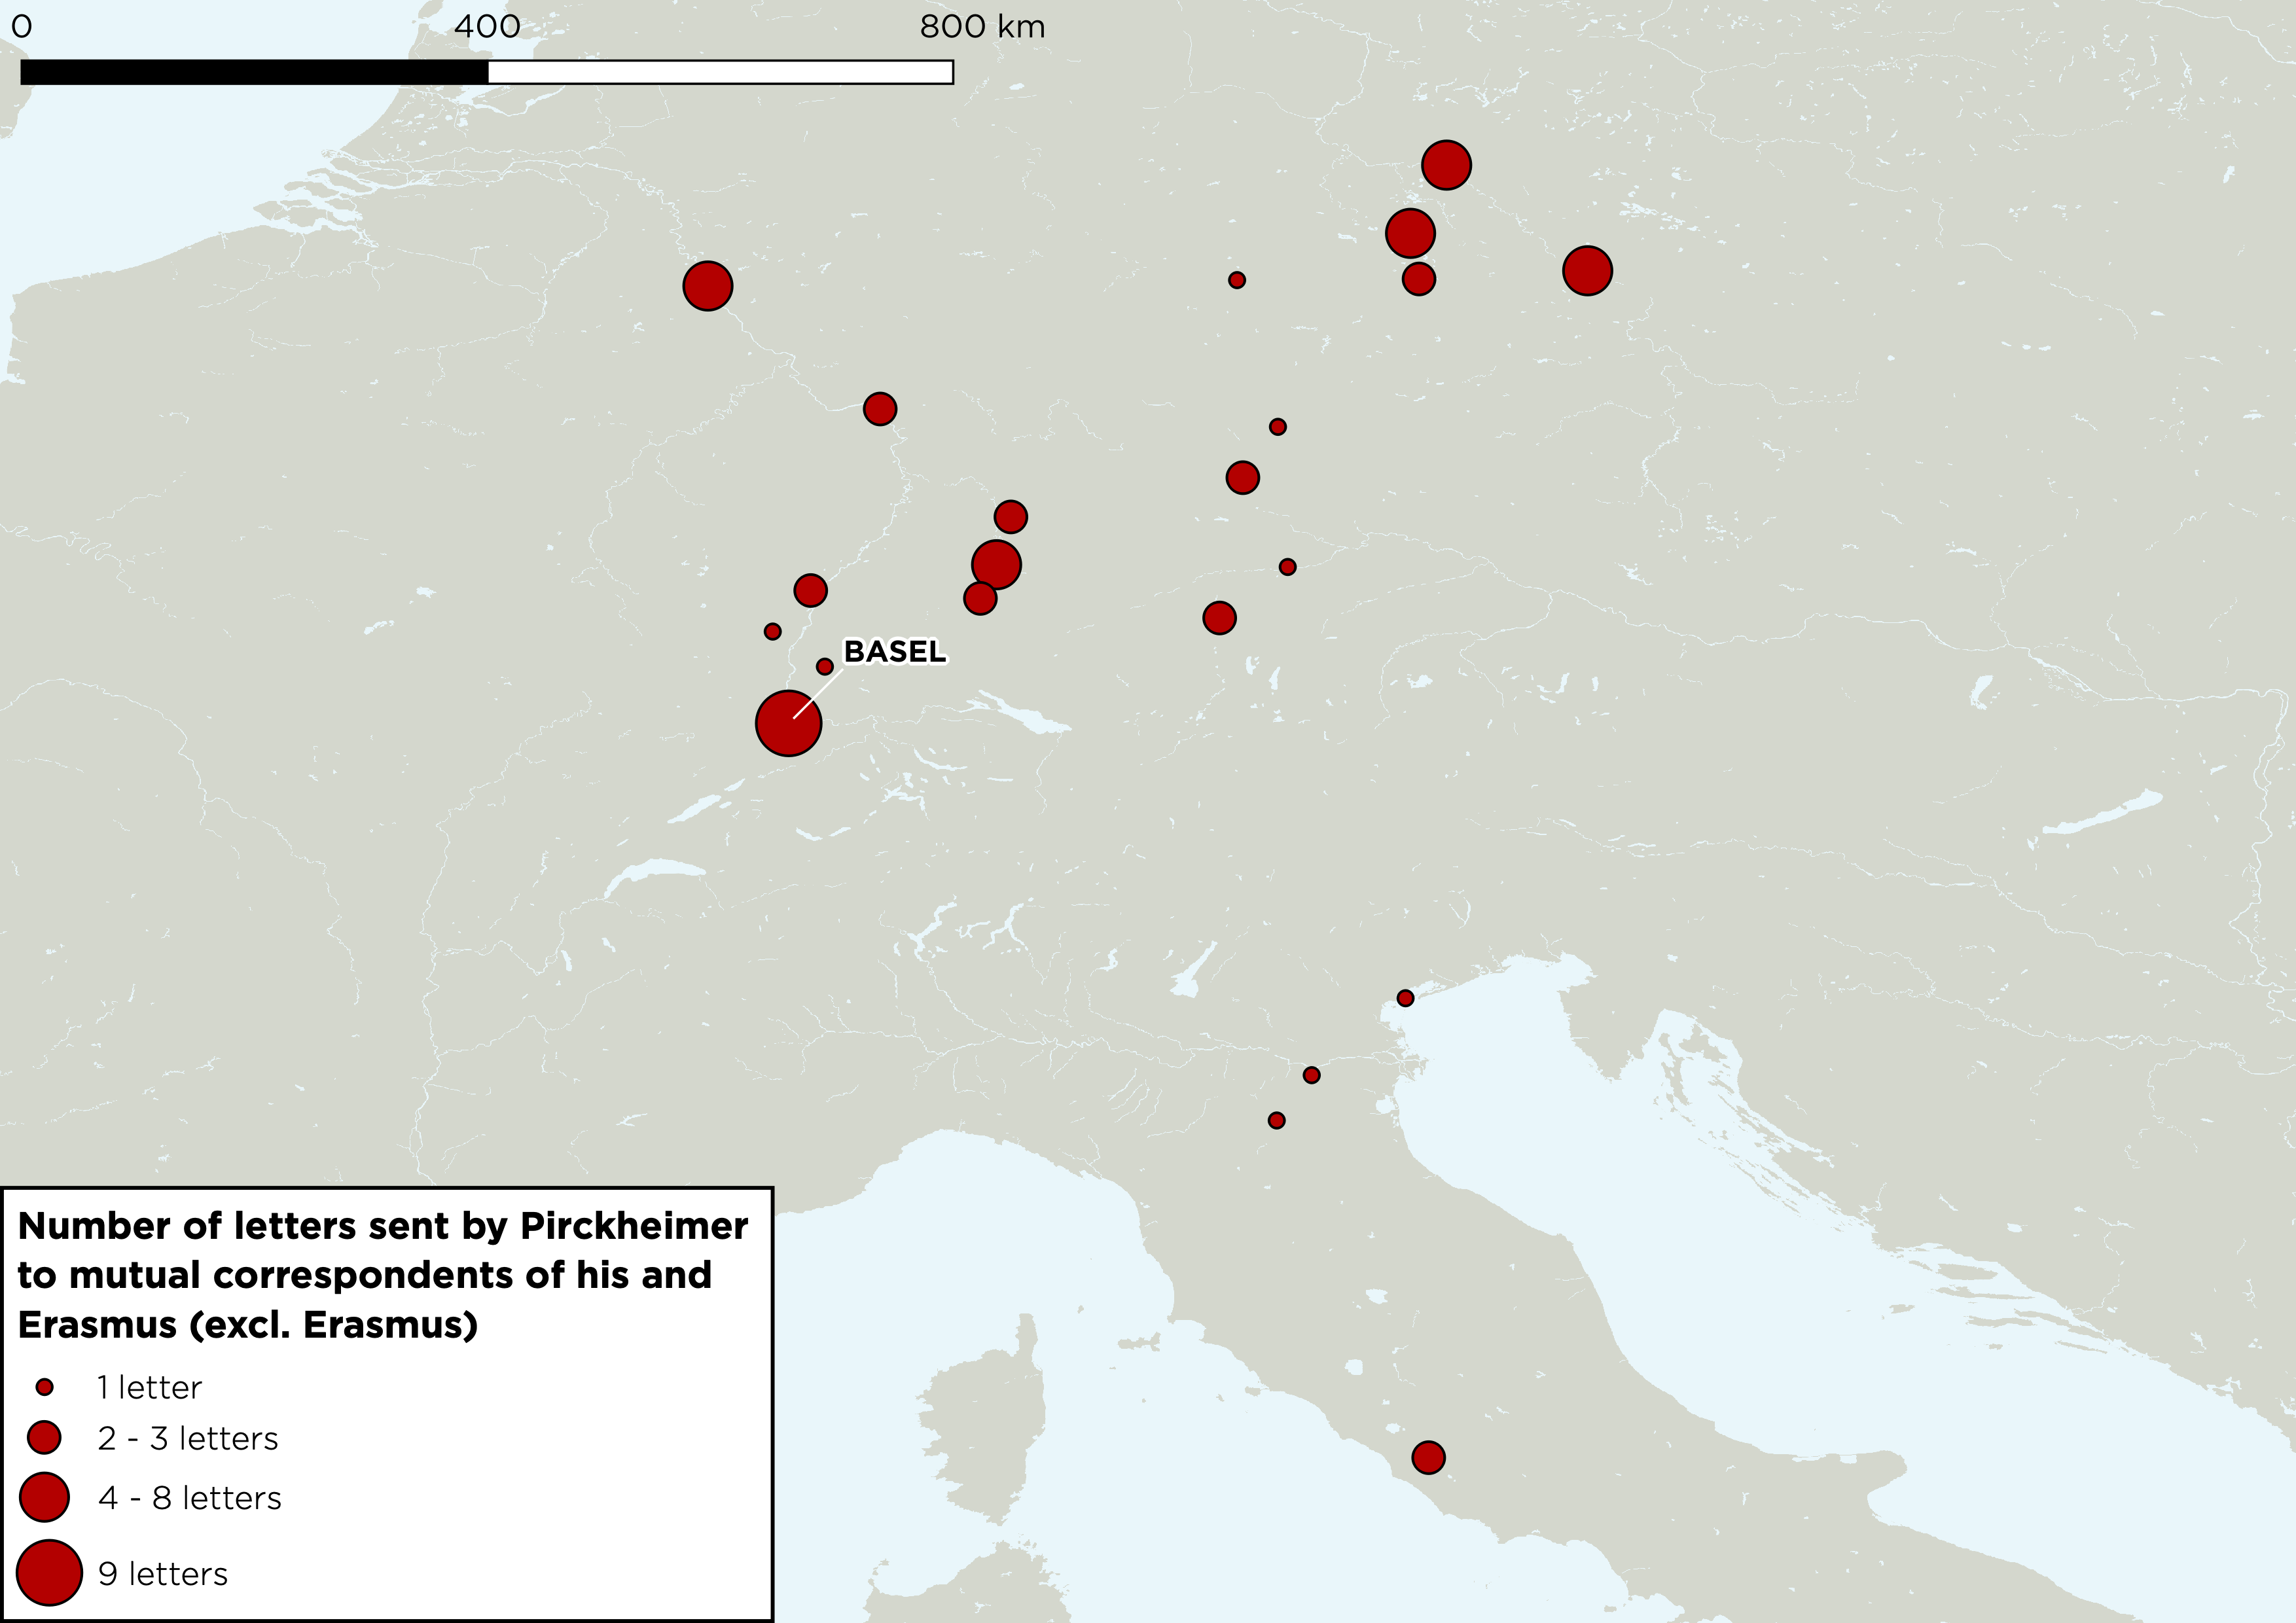 0 400 800 km
BASEL
Number of letters sent by Pirckheimer
to mutual correspondents of his and
Erasmus (excl. Erasmus)
1 letter
2 - 3 letters
4 - 8 letters
9 letters